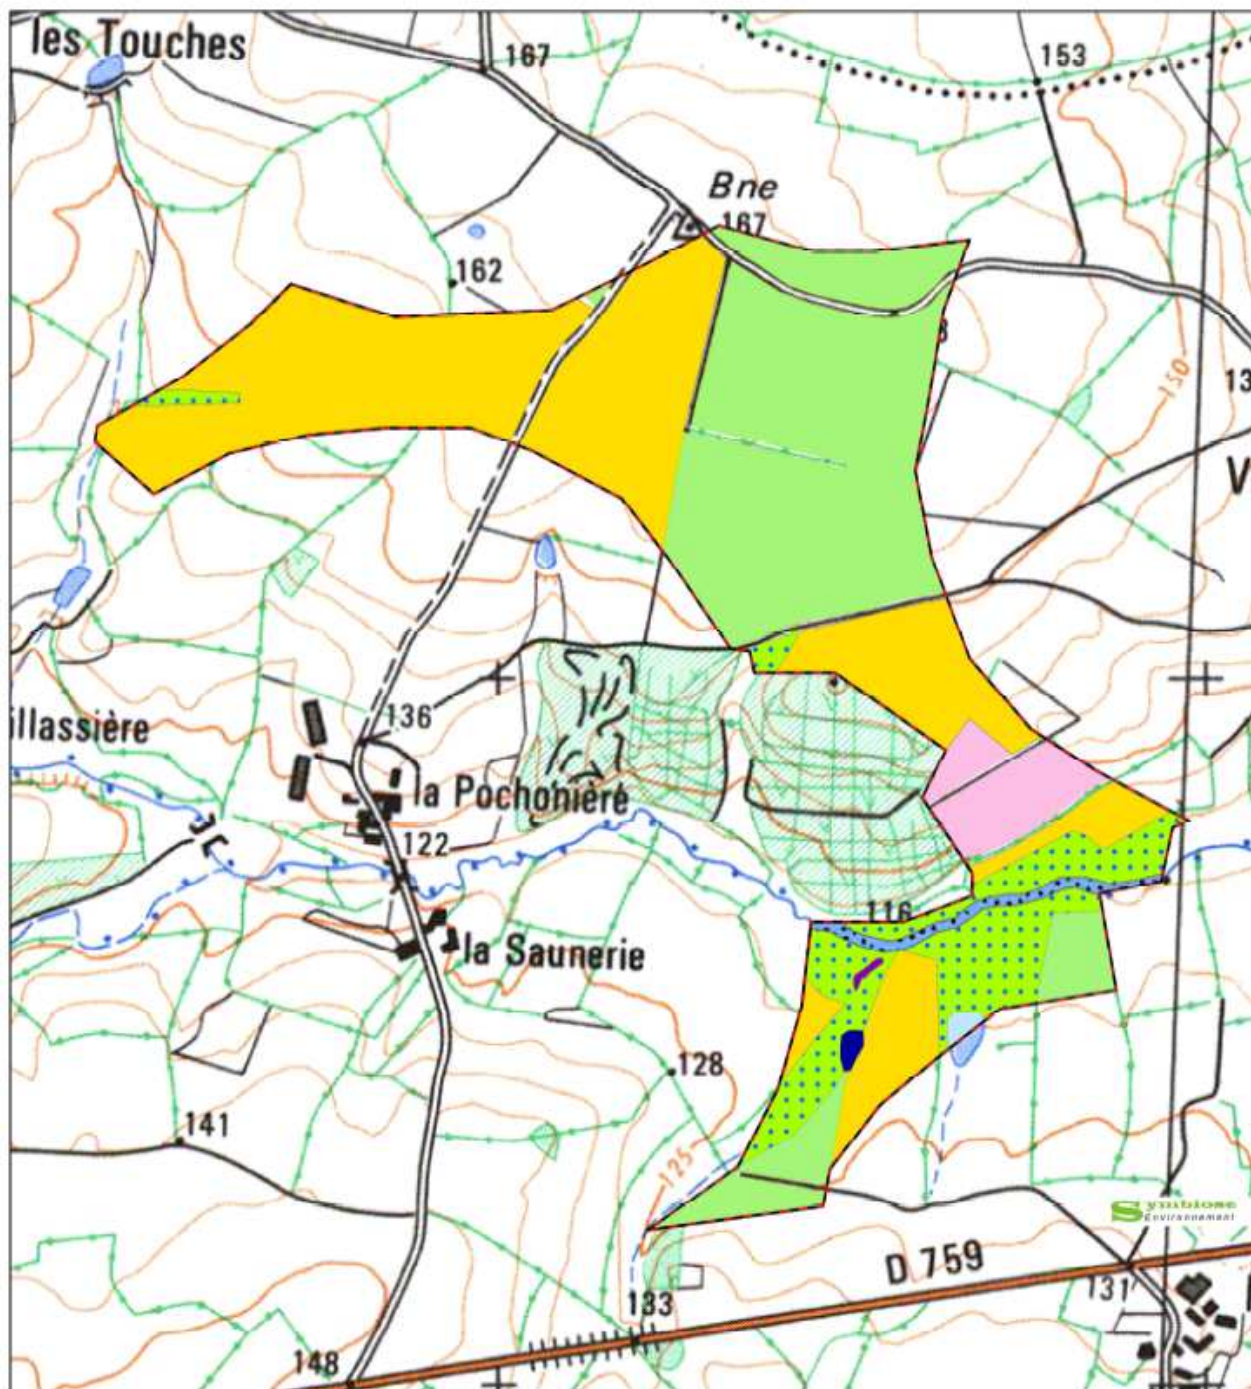 les Touches
167
153
Bne
167
162
150
13
V
136
illassière
la Pochonière
122
116
la Saunerie
128
141
125
Symbiose
Environnement
D 759
131
133
148